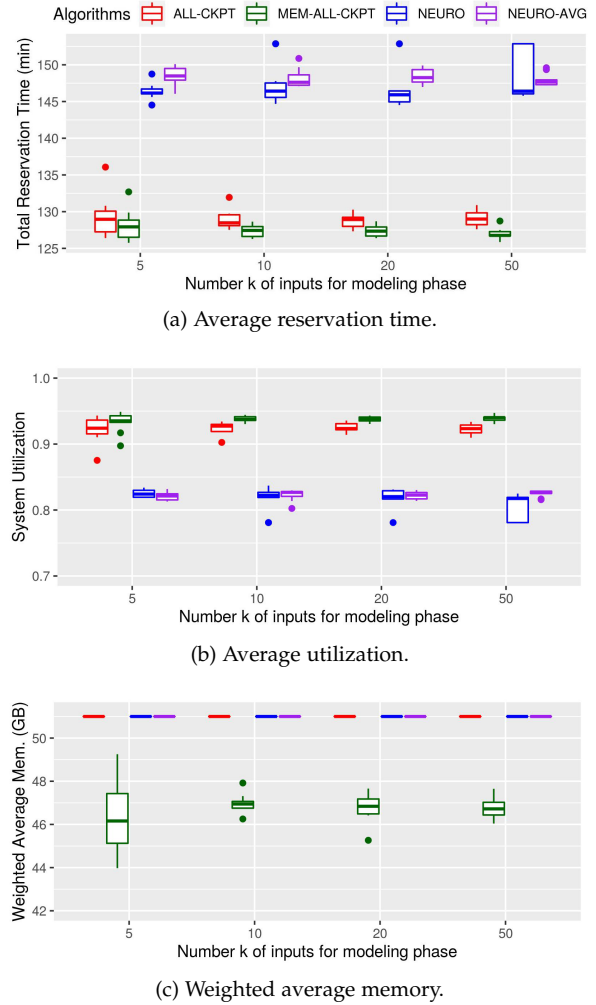 Algorithms ALL-CKPT MEM-ALL-CKPT NEURO NEURO-AVG
Total Reservation Time (min)
150
145
140
135
130
125
5 10 20 50
Number k of inputs for modeling phase
(a) Average reservation time.
System Utilization
1.0
0.9
0.8
0.7
5 10 20 50
Number k of inputs for modeling phase
(b) Average utilization.
Weighted Average Mem. (GB)
50
48
46
44
42
5 10 20 50
Number k of inputs for modeling phase
(c) Weighted average memory.